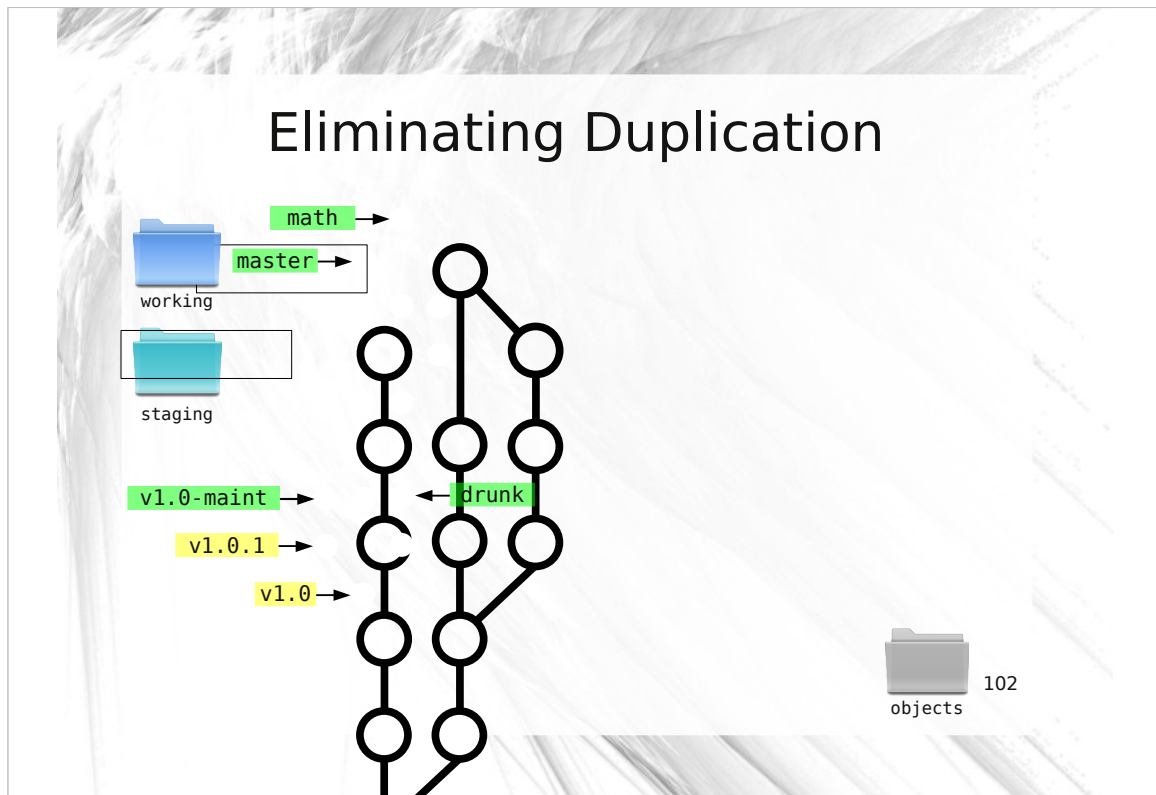 Eliminating Duplication
math
master
working
staging
v1.0-maint
drunk
v1.0.1
v1.0
102
objects